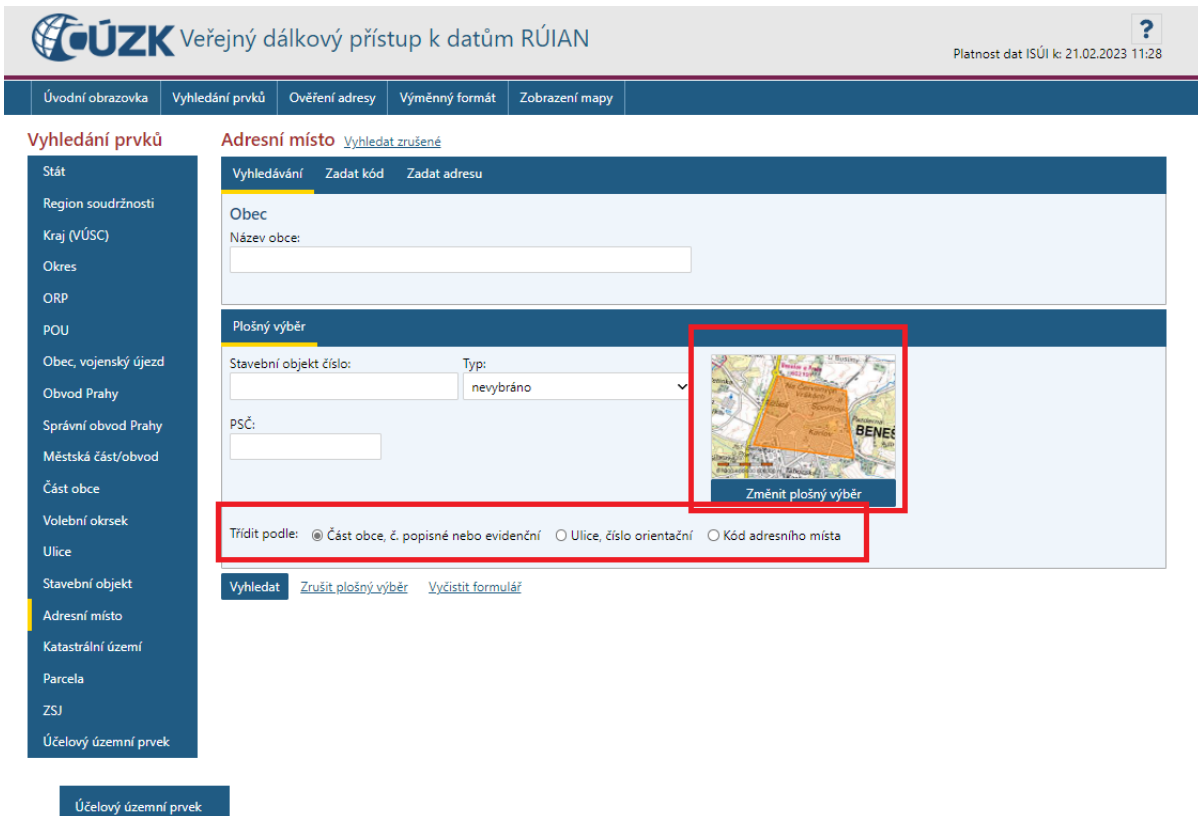 ČÚZK Veřejný dálkový přístup k datům RÚIAN
?
Platnost dat ISÚI k: 21.02.2023 11:28
Úvodní obrazovka Vyhledání prvků Ověření adresy Výměnný formát Zobrazení mapy
Vyhledání prvků
Stát
Region soudržnosti
Kraj (VÚSC)
Okres
ORP
POU
Obec, vojenský újezd
Obvod Prahy
Správní obvod Prahy
Městská část/obvod
Část obce
Volební okrsek
Ulice
Stavební objekt
Adresní místo
Katastrální území
Parcela
ZSJ
Účelový územní prvek
Adresní místo Vyhledat zrušené
Vyhledávání Zadat kód Zadat adresu
Obec
Název obce:
Plošný výběr
Stavební objekt číslo:
Typ:
nevybráno
PSČ:
BENEŠ
Změnit plošný výběr
Třídit podle: Část obce, č. popisné nebo evidenční Ulice, číslo orientační Kód adresního místa
Vyhledat Zrušit plošný výběr Vyčistit formulář
Účelový územní prvek